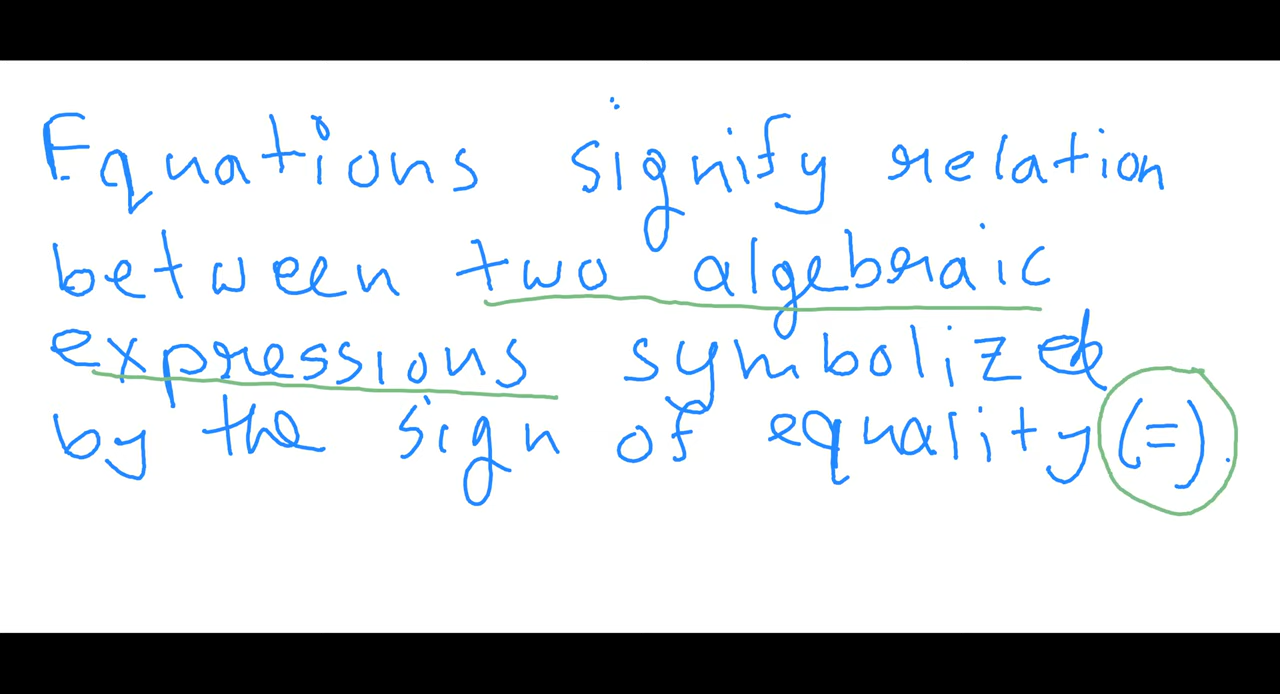 Equations signify relation
between two algebraic
expressions symbolized
by the sign of equality (=).